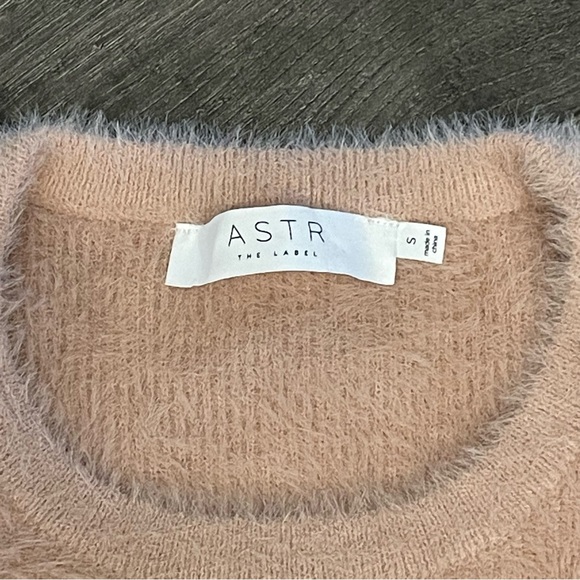 ASTR
THE LABEL
S
made in
china